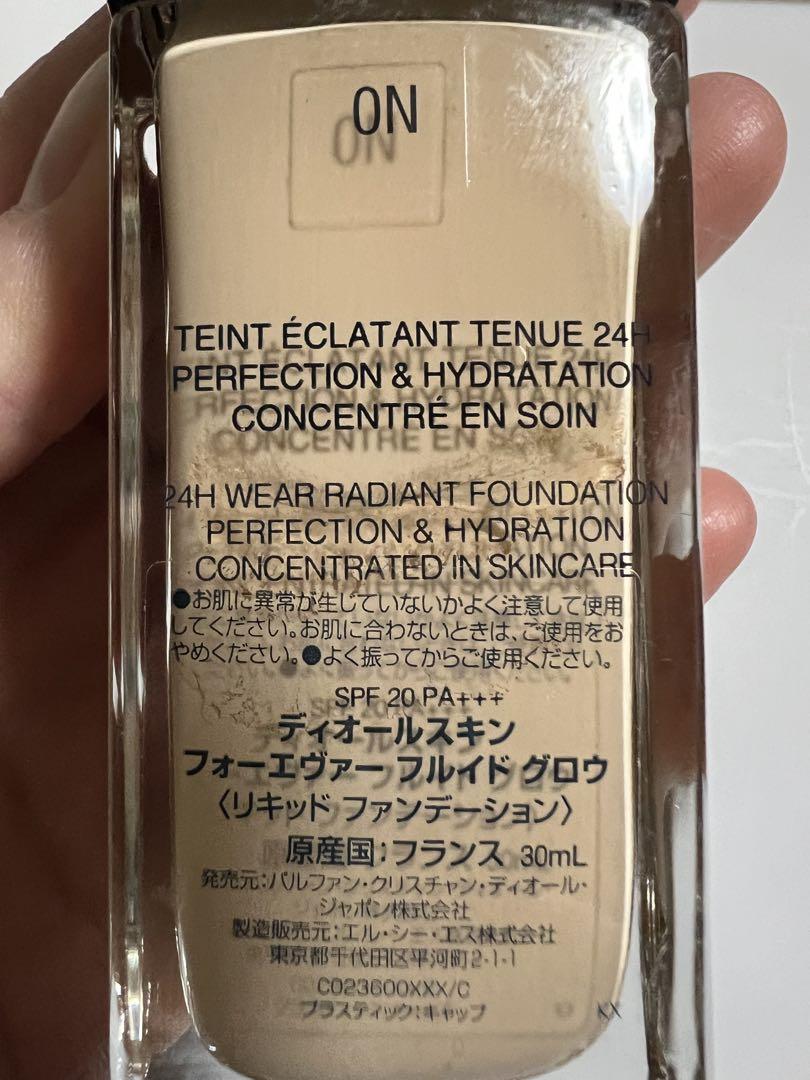 0N
TEINT ÉCLATANT TENUE 24H
PERFECTION & HYDRATATION
CONCENTRÉ EN SOIN
24H WEAR RADIANT FOUNDATION
PERFECTION & HYDRATION
CONCENTRATED IN SKINCARE
●お肌に異常が生じていないかよく注意して使用
してください。お肌に合わないときは、ご使用をお
やめください。●よく振ってからご使用ください。
SPF 20 PA+++
ディオールスキン
フォーエヴァー フルイド グロウ
〈リキッド ファンデーション〉
原産国:フランス 30mL
発売元:パルファン・クリスチャン・ディオール・
ジャポン株式会社
製造販売元:エル・シー・エス株式会社
東京都千代田区平河町2-1-1
C023600XXX/C
プラスティック:キャップ
KX